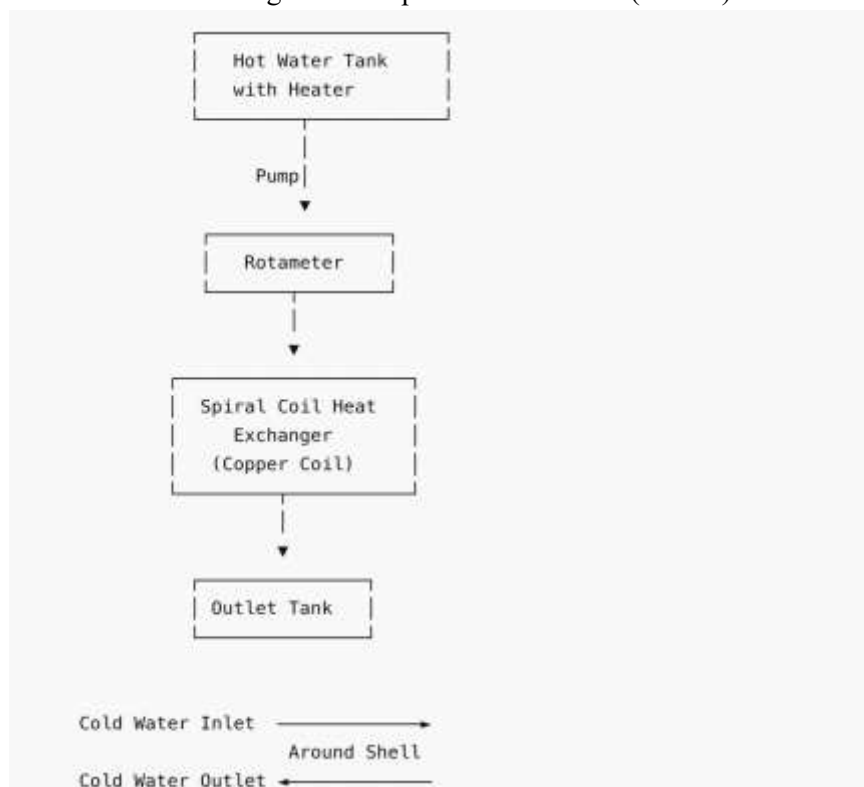 Hot Water Tank
with Heater
Pump
Rotameter
Spiral Coil Heat
Exchanger
(Copper Coil)
Outlet Tank
Cold Water Inlet
Around Shell
Cold Water Outlet